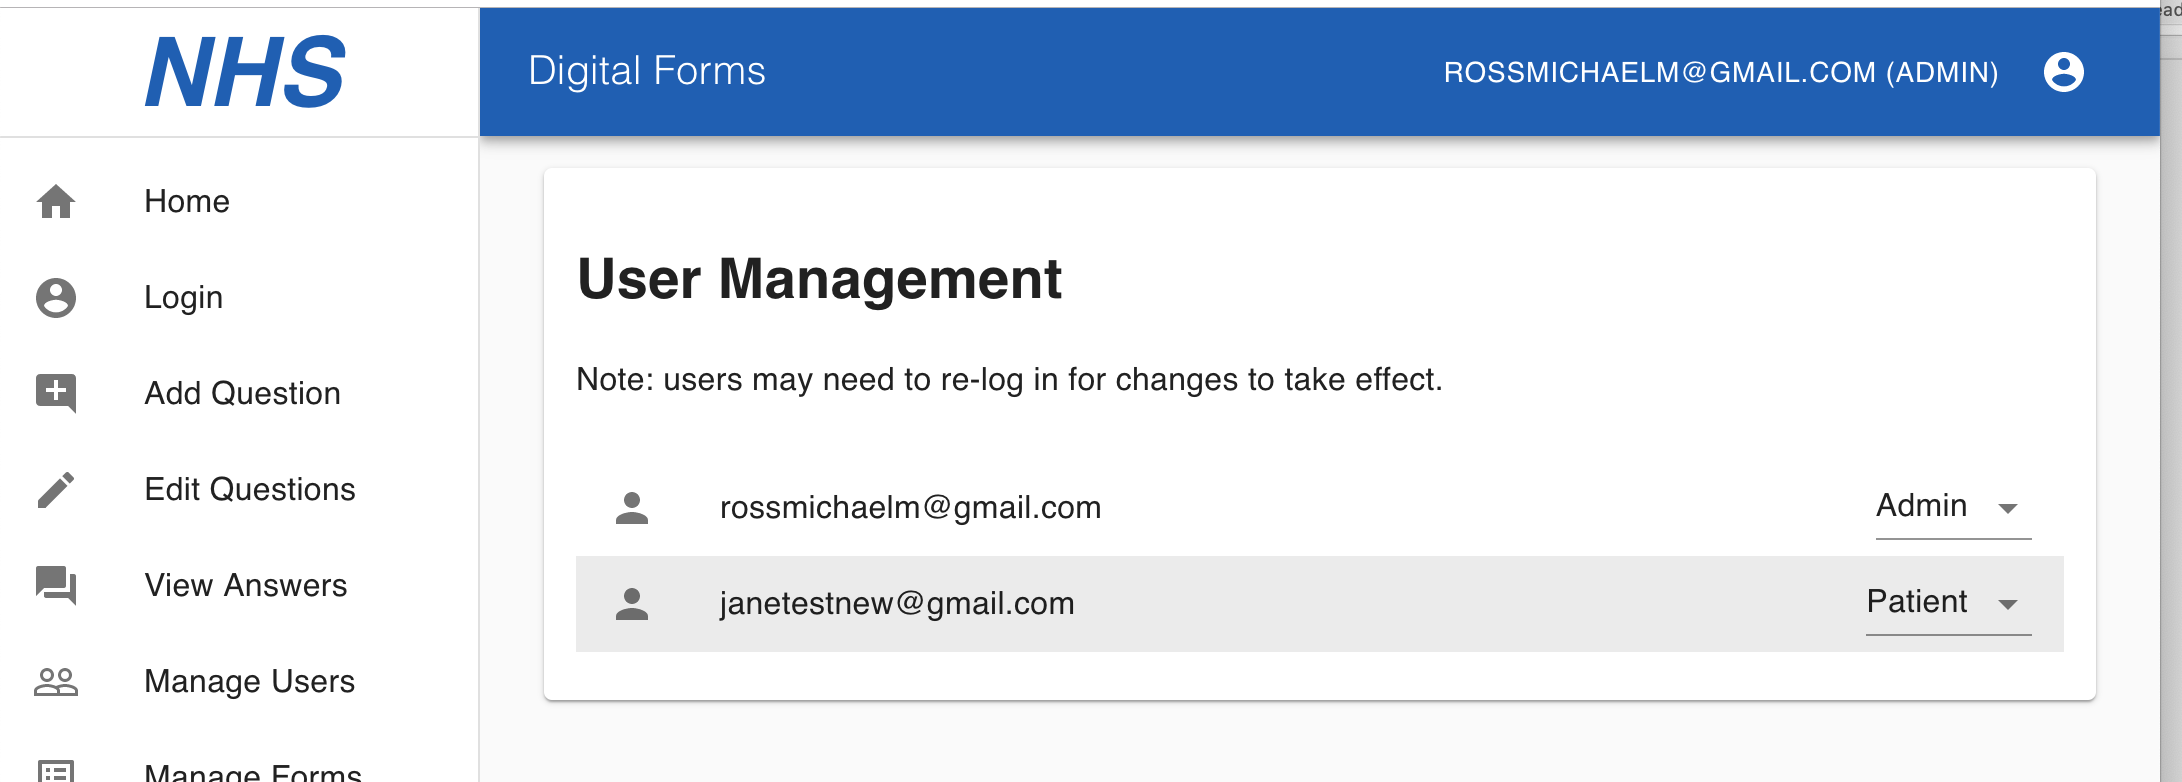 NHS
Digital Forms
ROSSMICHAELM@GMAIL.COM (ADMIN)
Home
Login
Add Question
Edit Questions
View Answers
Manage Users
Manage Forms
User Management
Note: users may need to re-log in for changes to take effect.
rossmichaelm@gmail.com Admin
janetestnew@gmail.com Patient